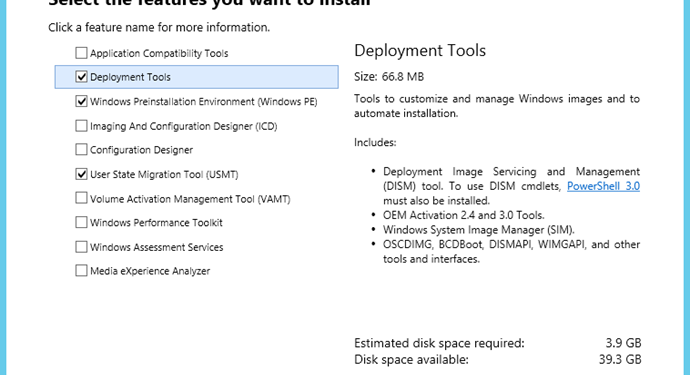 Select the features you want to install
Click a feature name for more information.
Application Compatibility Tools
Deployment Tools
Windows Preinstallation Environment (Windows PE)
Imaging And Configuration Designer (ICD)
Configuration Designer
User State Migration Tool (USMT)
Volume Activation Management Tool (VAMT)
Windows Performance Toolkit
Windows Assessment Services
Media eXperience Analyzer
Deployment Tools
Size: 66.8 MB
Tools to customize and manage Windows images and to
automate installation.
Includes:
• Deployment Image Servicing and Management
(DISM) tool. To use DISM cmdlets, PowerShell 3.0
must also be installed.
• OEM Activation 2.4 and 3.0 Tools.
• Windows System Image Manager (SIM).
• OSCDIMG, BCDBoot, DISMAPI, WIMGAPI, and other
tools and interfaces.
Estimated disk space required: 3.9 GB
Disk space available: 39.3 GB